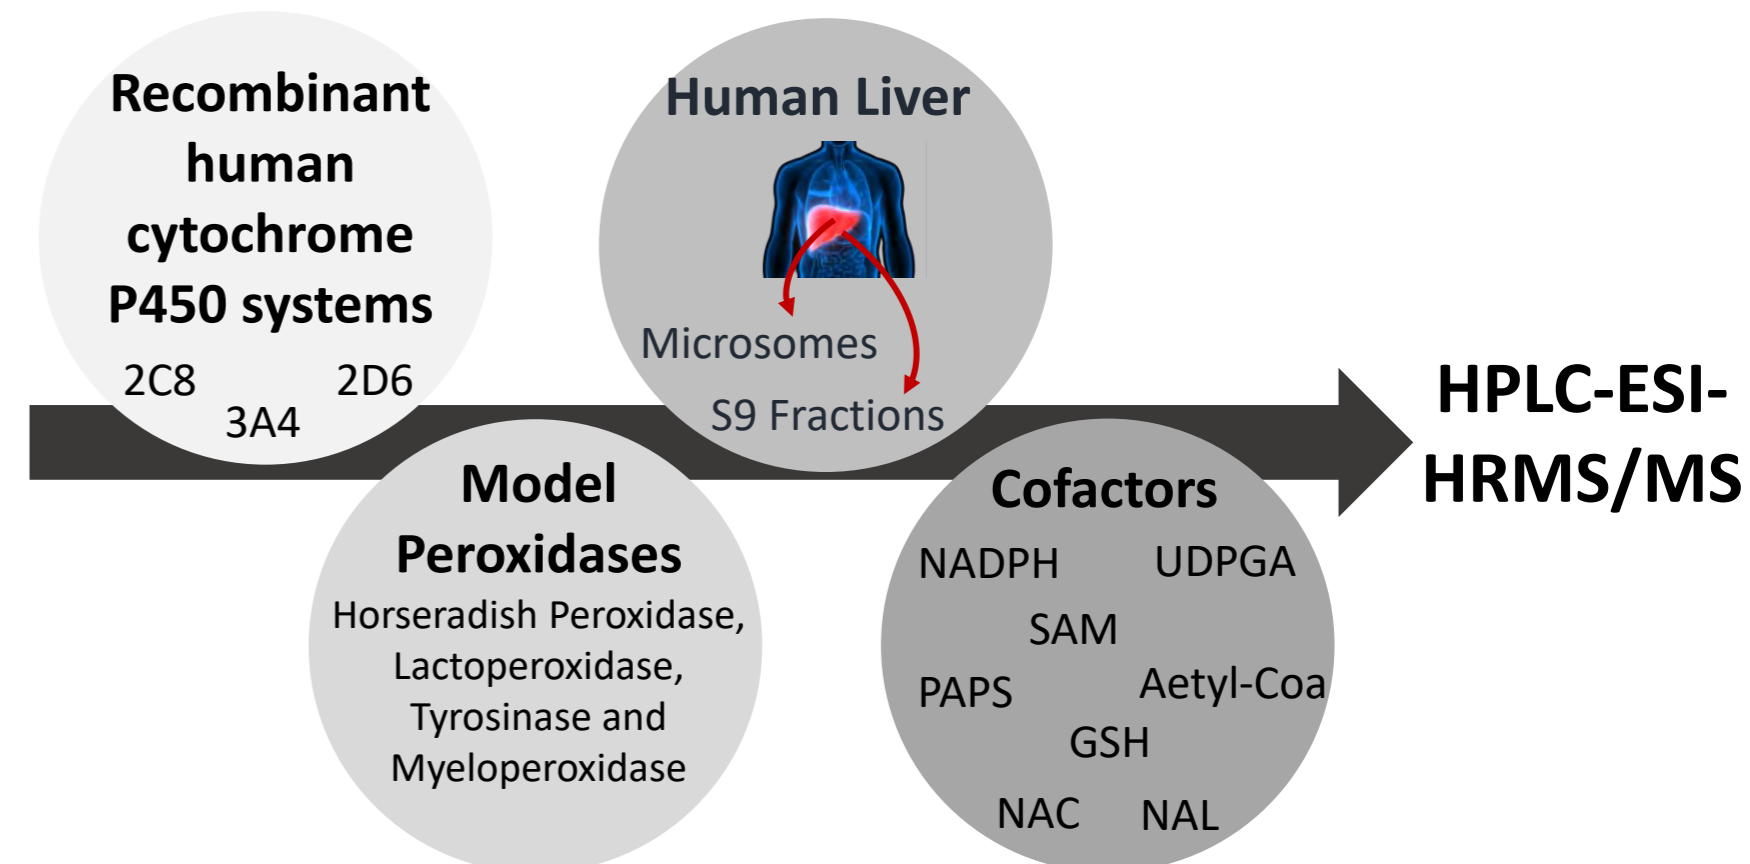 Recombinant
human
cytochrome
P450 systems
2C8
2D6
3A4
Model
Peroxidases
Horseradish Peroxidase,
Lactoperoxidase,
Tyrosinase and
Myeloperoxidase
Human Liver
Microsomes
S9 Fractions
Cofactors
NADPH
UDPGA
SAM
PAPS
Aetyl-Coa
GSH
NAC
NAL
HPLC-ESI-
HRMS/MS